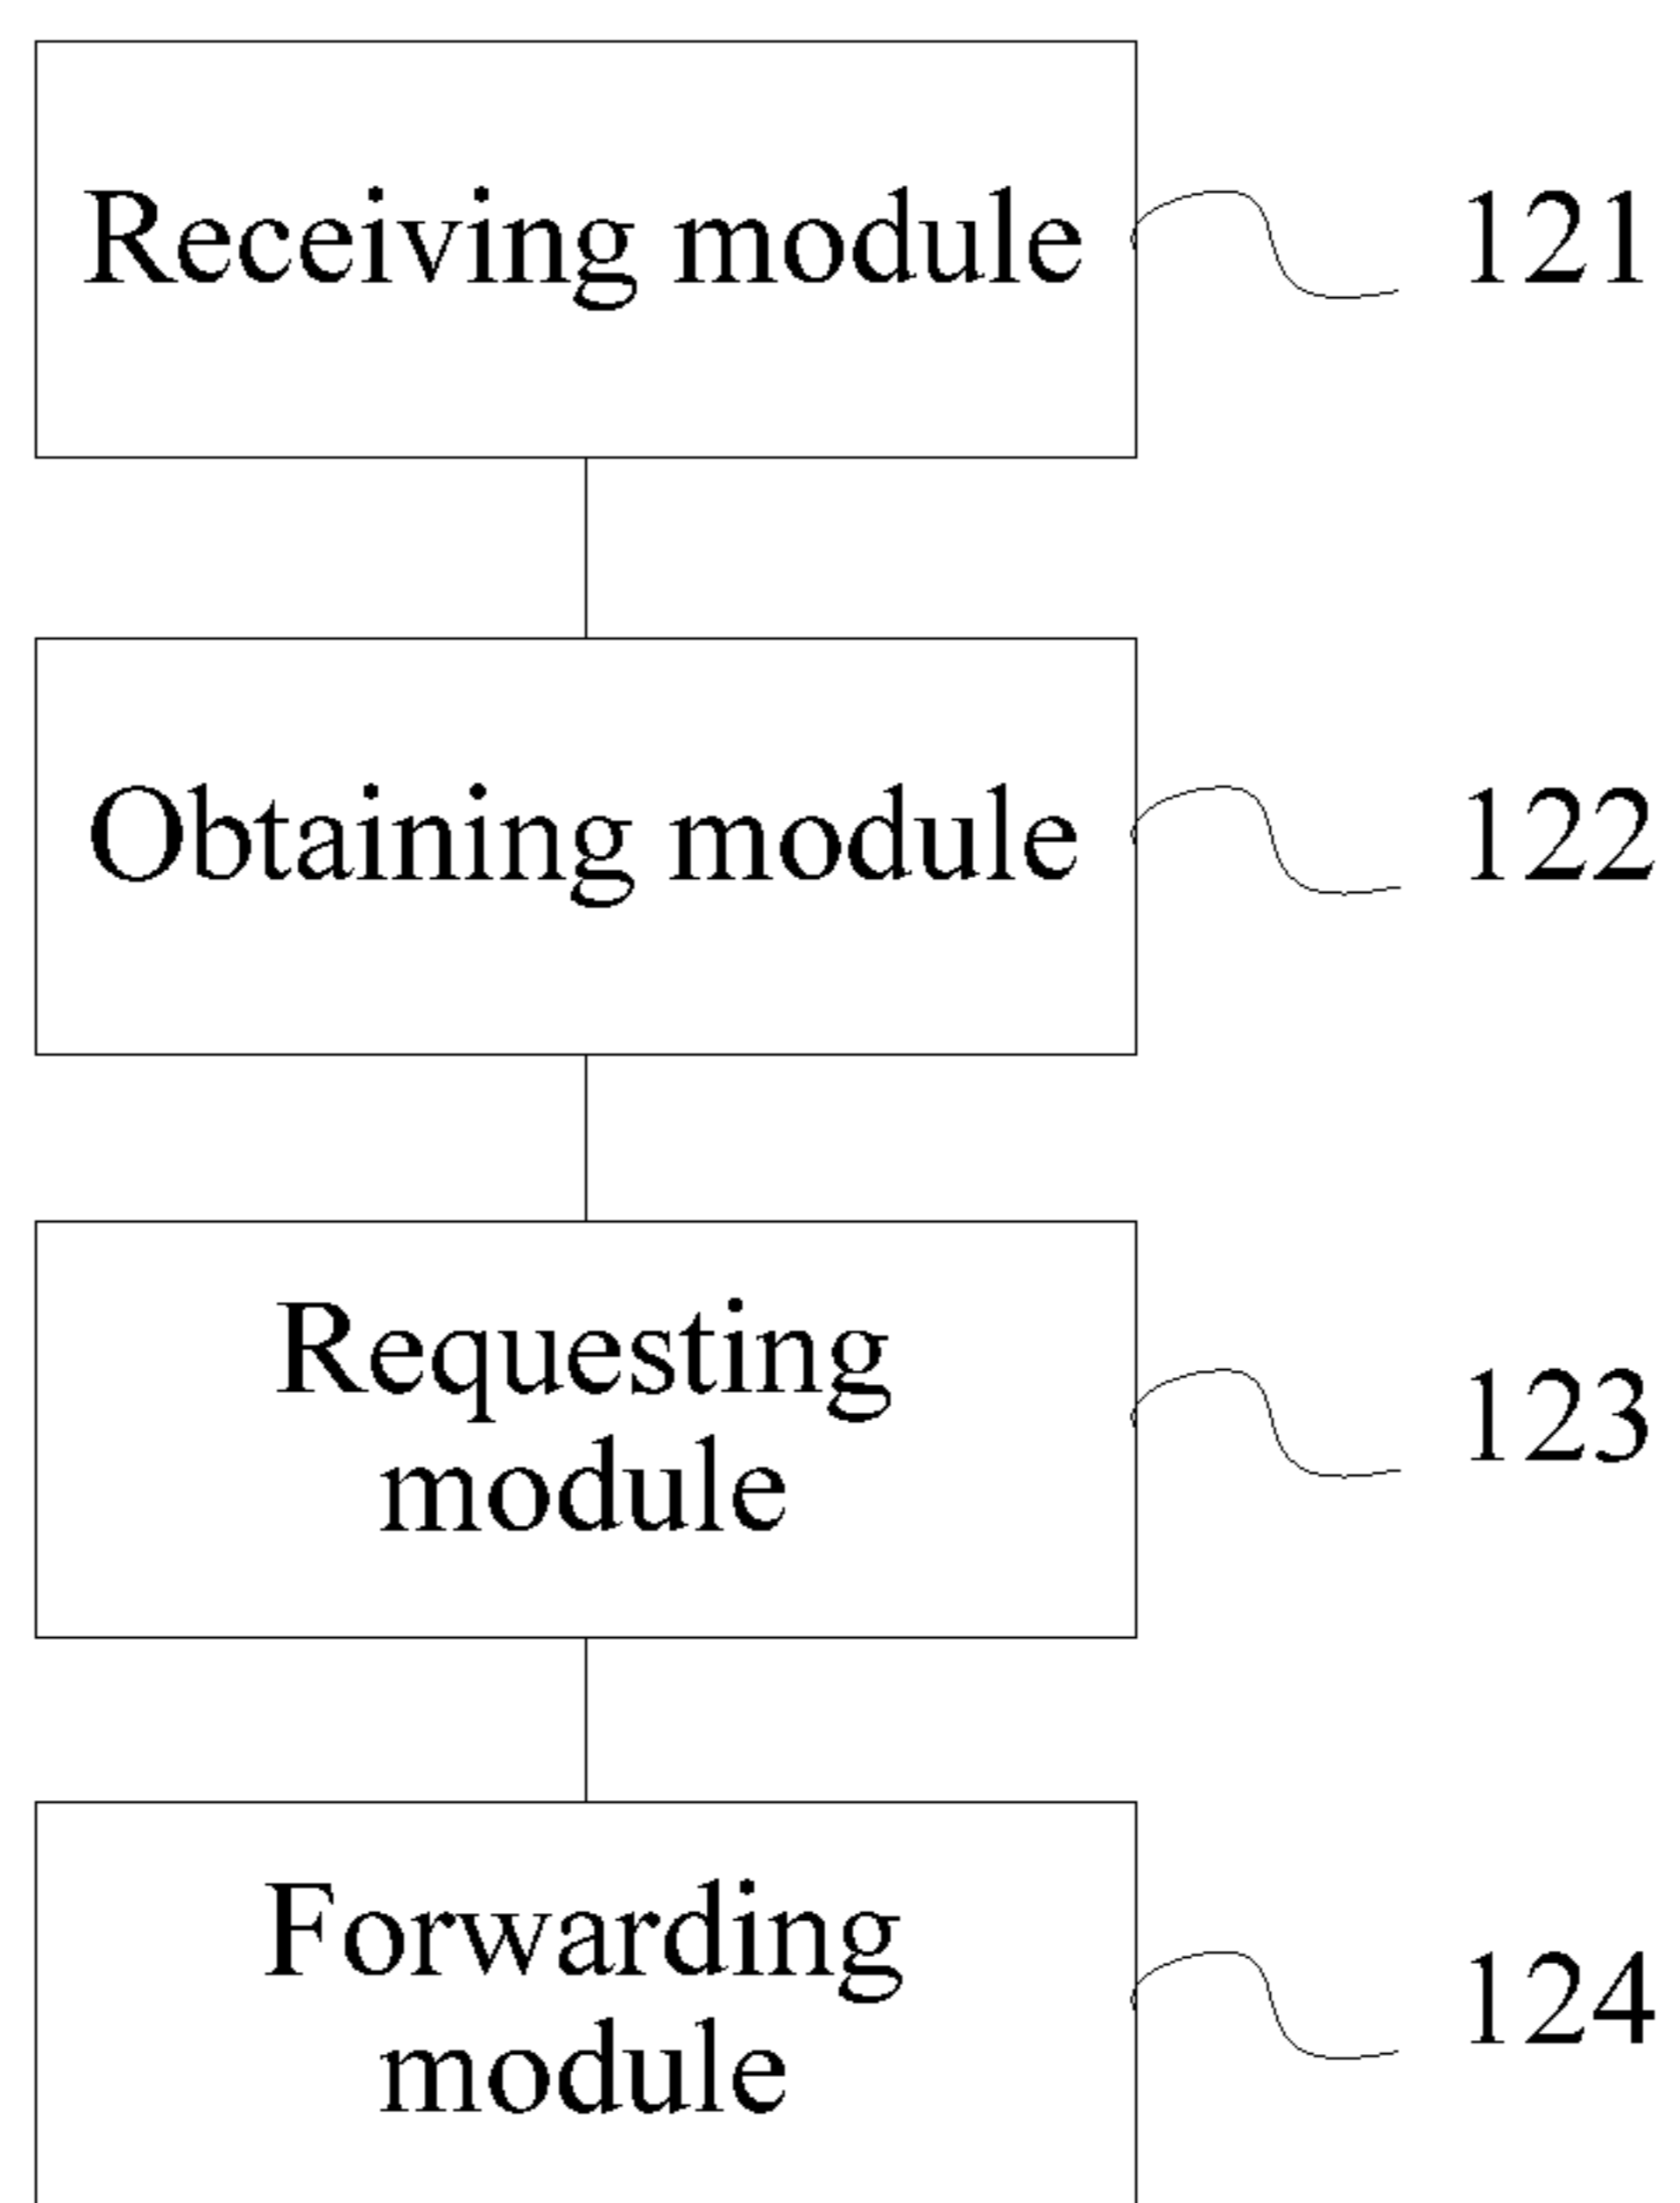 Receiving module 121
Obtaining module 122
Requesting
module
123
Forwarding
module
124